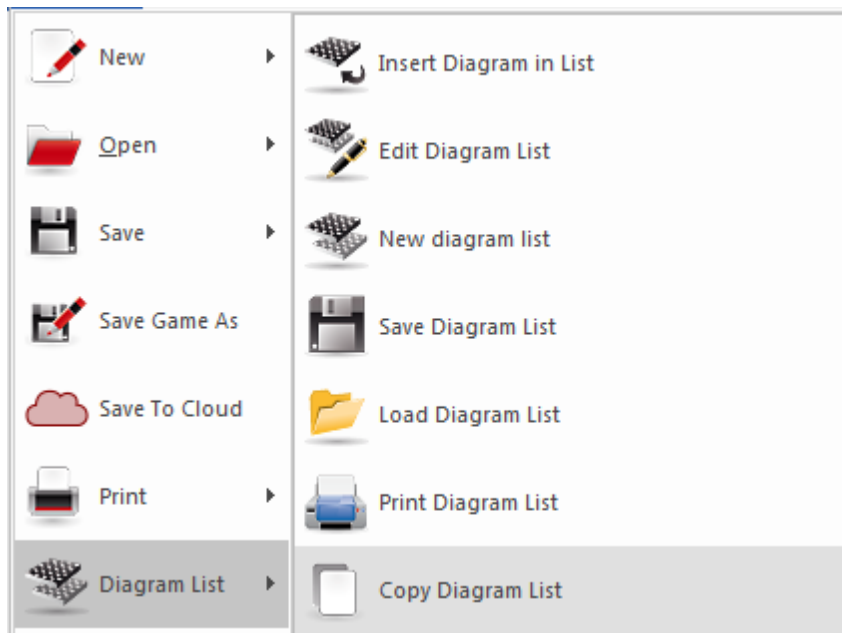 New
Open
Save
Save Game As
Save To Cloud
Print
Diagram List
Insert Diagram in List
Edit Diagram List
New diagram list
Save Diagram List
Load Diagram List
Print Diagram List
Copy Diagram List